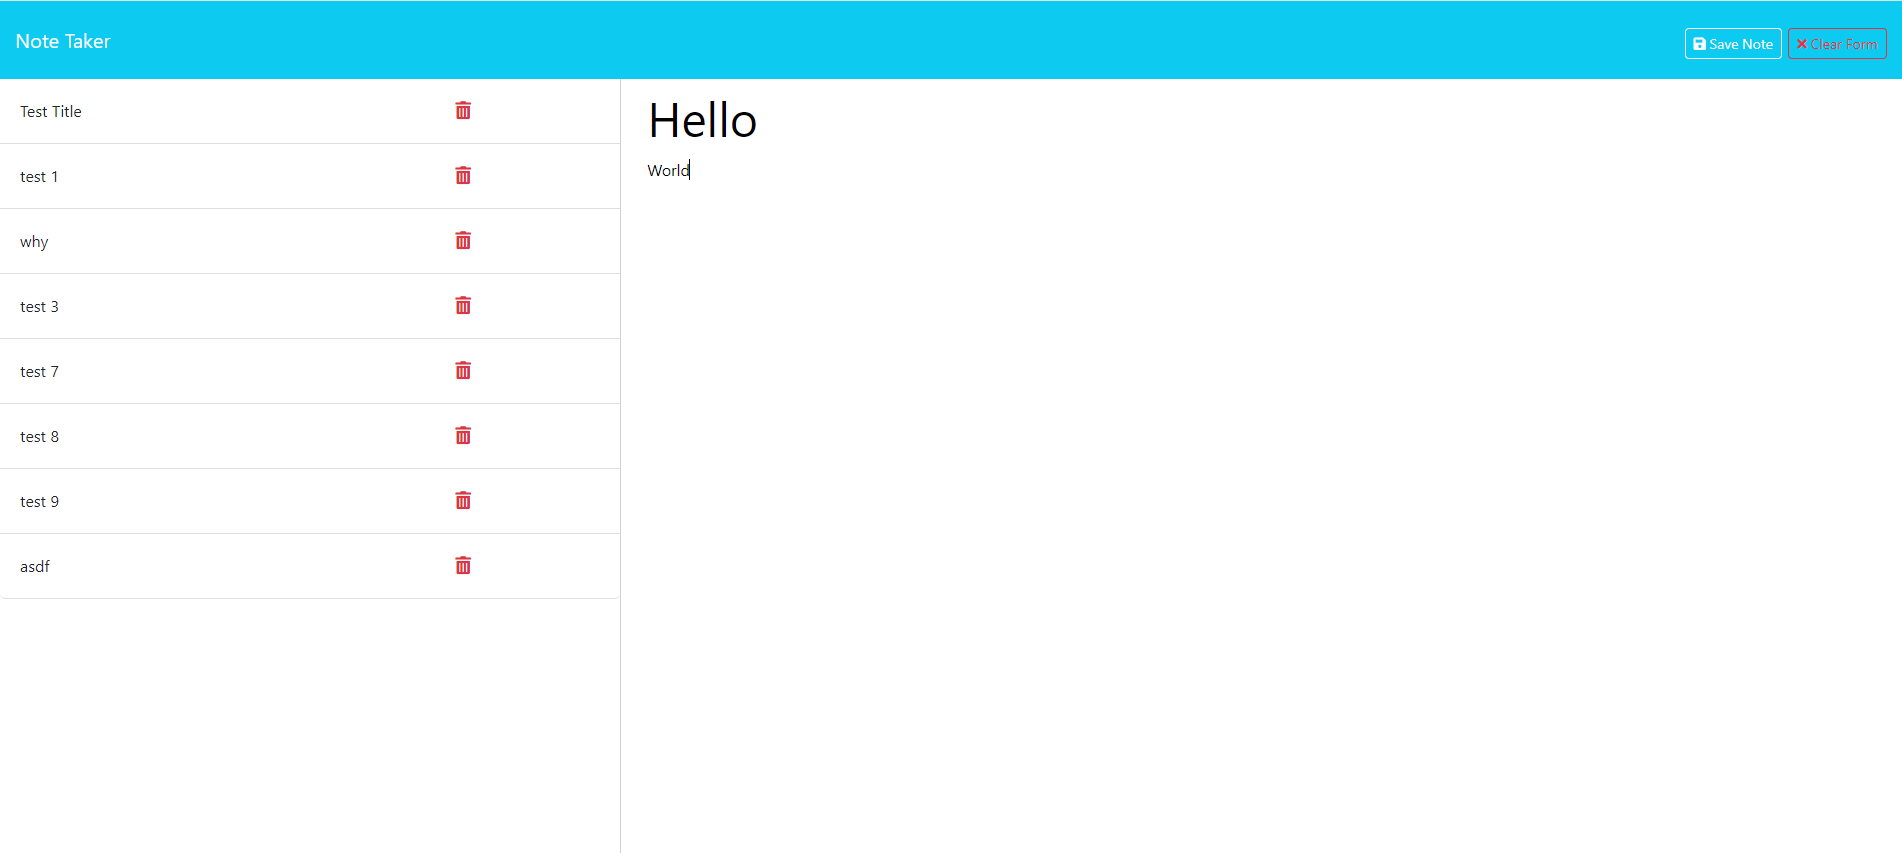 Note Taker
Save Note
Clear Form
Test Title
test 1
why
test 3
test 7
test 8
test 9
asdf
Hello
World